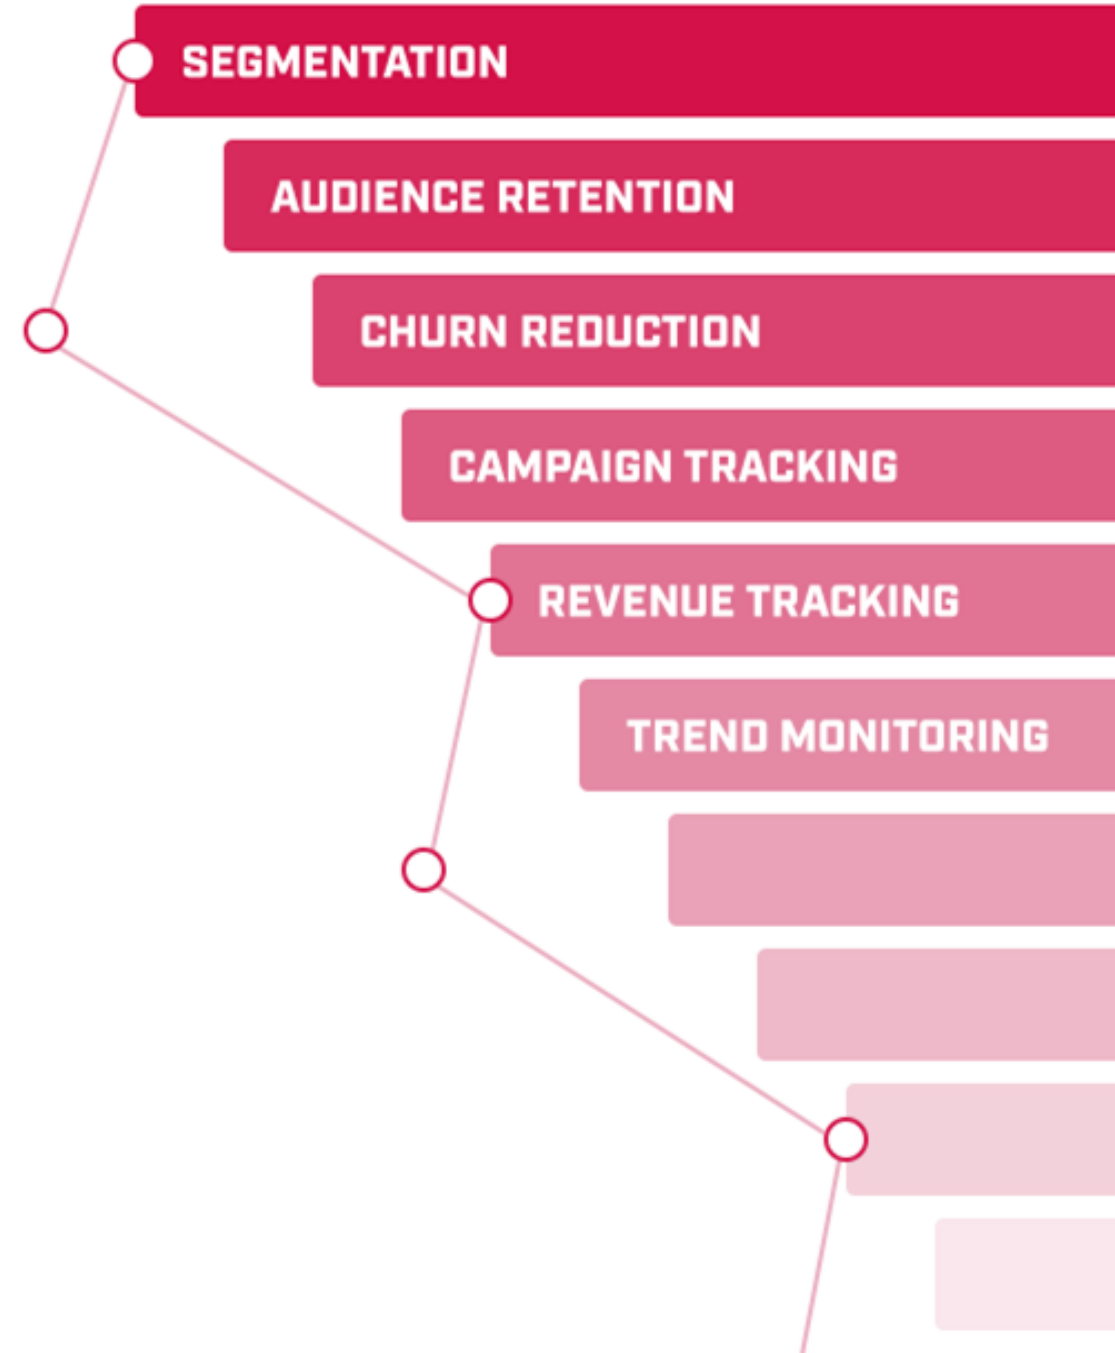 SEGMENTATION
AUDIENCE RETENTION
CHURN REDUCTION
CAMPAIGN TRACKING
REVENUE TRACKING
TREND MONITORING